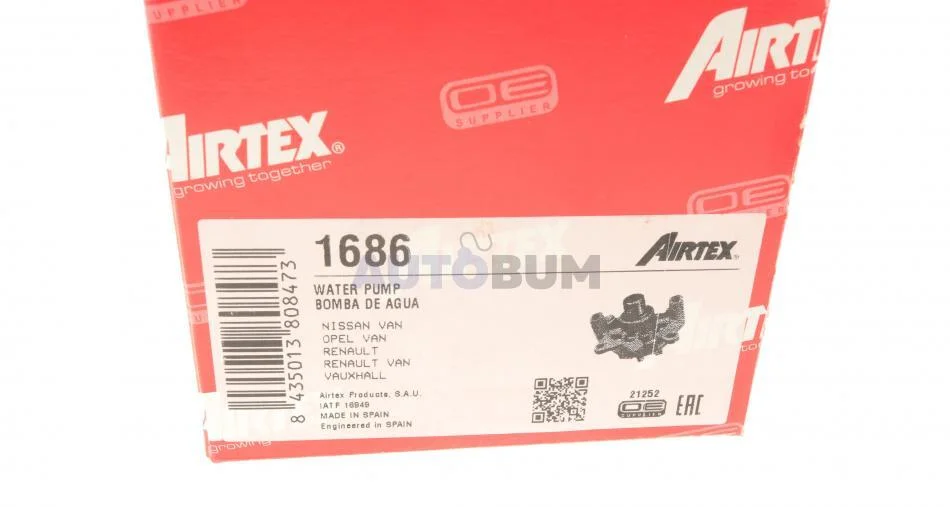 AIRTEX®
growing together
OE
SUPPLIER
AIRTEX
growing together
OE
SUPPLIER
1686
AIRTEX®
AUTOBUM
WATER PUMP
BOMBA DE AGUA
NISSAN VAN
OPEL VAN
RENAULT
RENAULT VAN
VAUXHALL
Airtex Products, S.A.U.
IATF 16949
MADE IN SPAIN
Engineered in SPAIN
8 435013 808473
21252
OE
SUPPLIER
EAC
AIRTEX
growing together